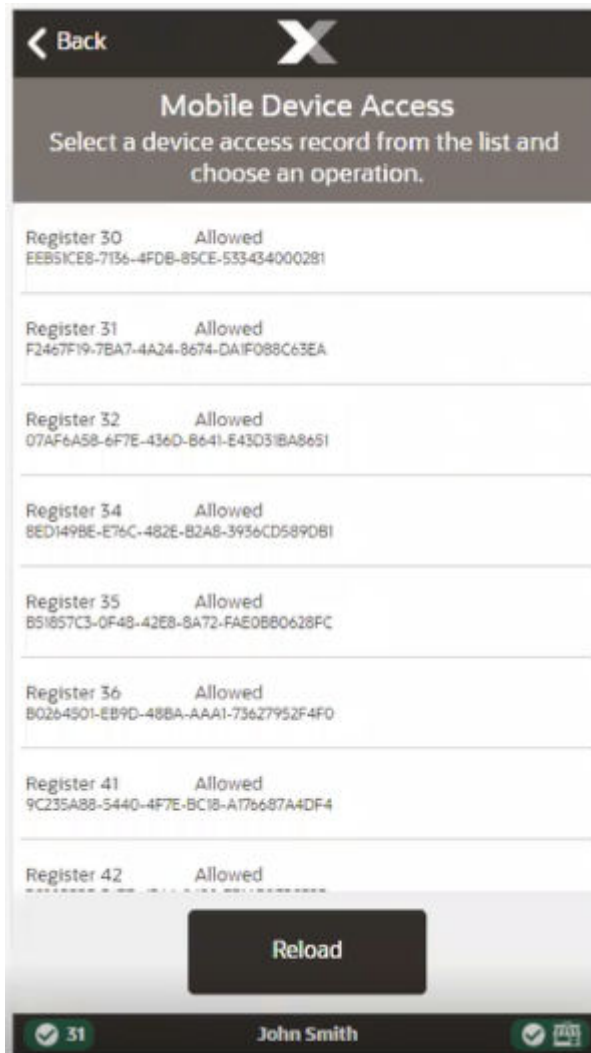 Back
Mobile Device Access
Select a device access record from the list and
choose an operation.
Register 30 Allowed
EEB51CE8-7136-4FDB-85CE-533434000281
Register 31 Allowed
F2467F19-7BA7-4A24-8674-DA1F088C63EA
Register 32 Allowed
07AF6A58-6F7E-436D-B641-E43D31BA8651
Register 34 Allowed
8ED149BE-E76C-482E-B2A8-3936CD589DB1
Register 35 Allowed
B51857C3-0F48-42E8-8A72-FAE0BB0628FC
Register 36 Allowed
B0264501-EB9D-48BA-AAA1-73627952F4F0
Register 41 Allowed
9C235A88-5440-4F7E-BC18-A176687A4DF4
Register 42 Allowed
Reload
31 John Smith